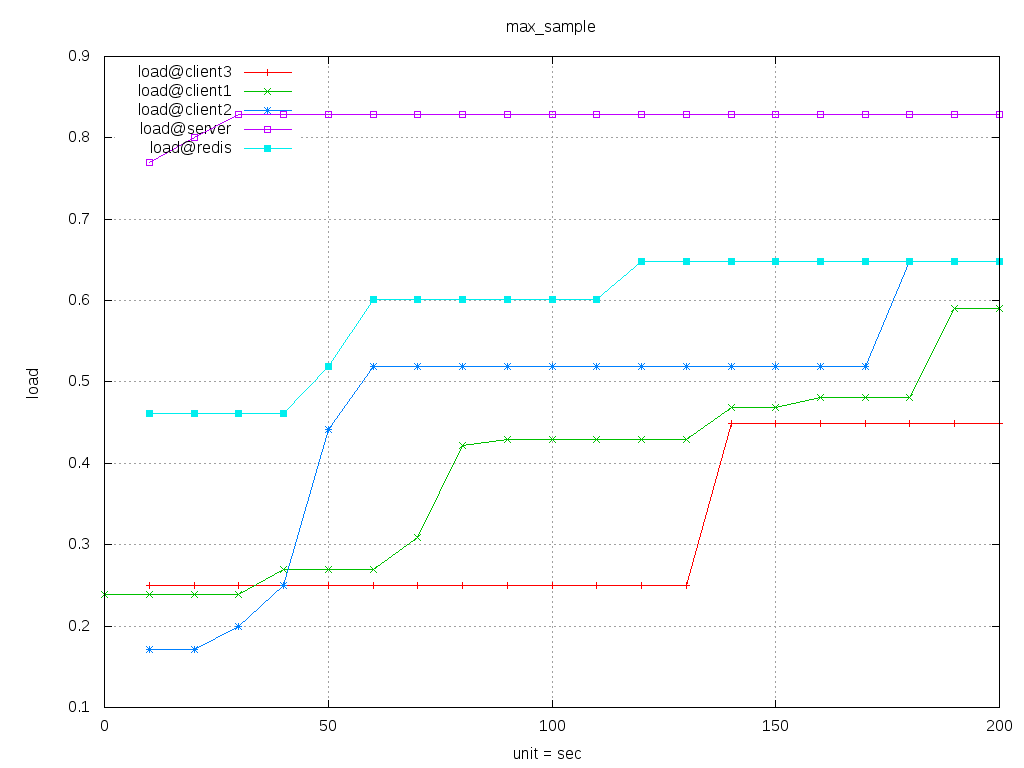 max_sample
0.9
load@client3
load@client1
load@client2
load@server
load@redis
0.8
0.7
0.6
0.5
load
0.4
0.3
0.2
0.1
0 50 100 150 200
unit = sec